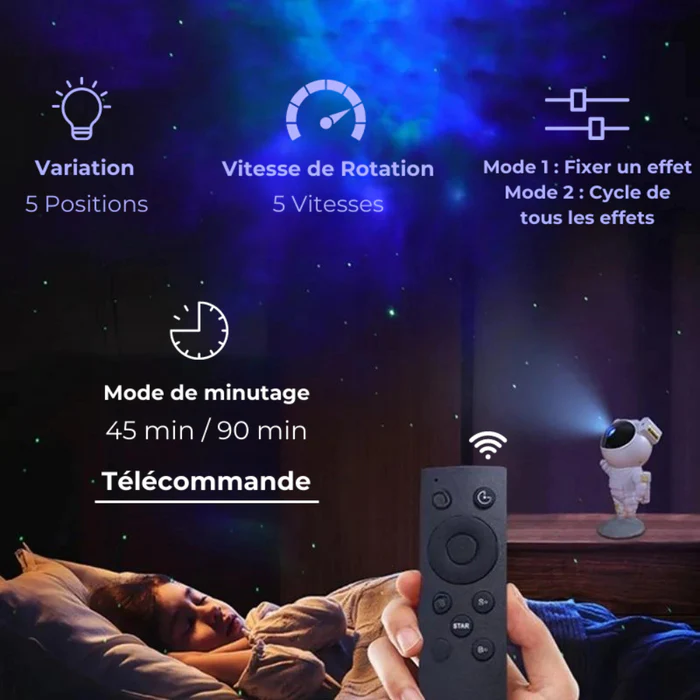 Variation
5 Positions
Vitesse de Rotation
5 Vitesses
Mode 1 : Fixer un effet
Mode 2 : Cycle de
tous les effets
Mode de minutage
45 min / 90 min
Télécommande
STAR
S+
B+